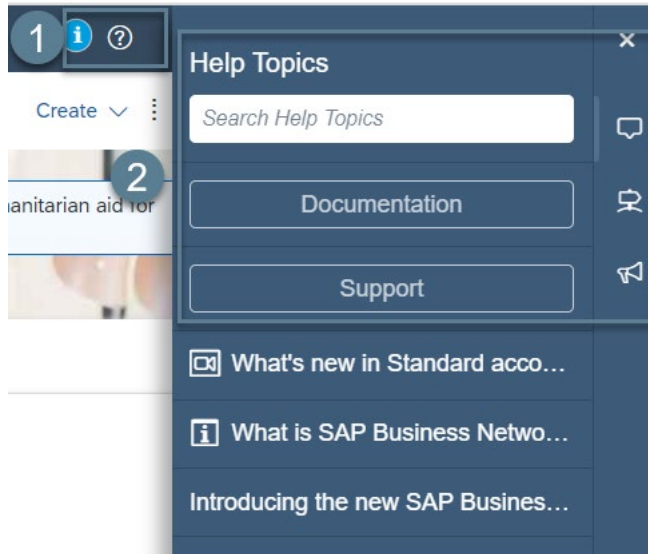 1
i ?
Help Topics
Search Help Topics
Create
2
anitarian aid for
Documentation
Support
What's new in Standard acco...
i What is SAP Business Netwo...
Introducing the new SAP Busines...